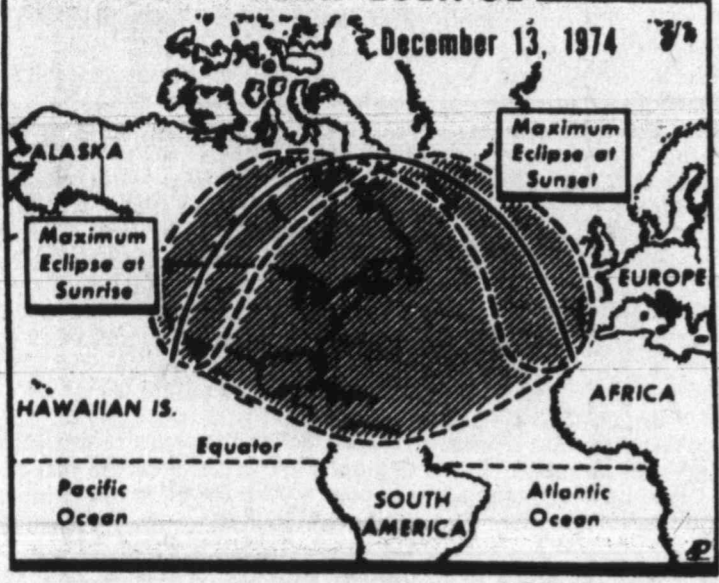 December 13, 1974
Maximum
Eclipse at
Sunset
ALASKA
Maximum
Eclipse at
Sunrise
EUROPE
HAWAIIAN IS.
AFRICA
Equator
Pacific
Ocean
SOUTH
AMERICA
Atlantic
Ocean
AP